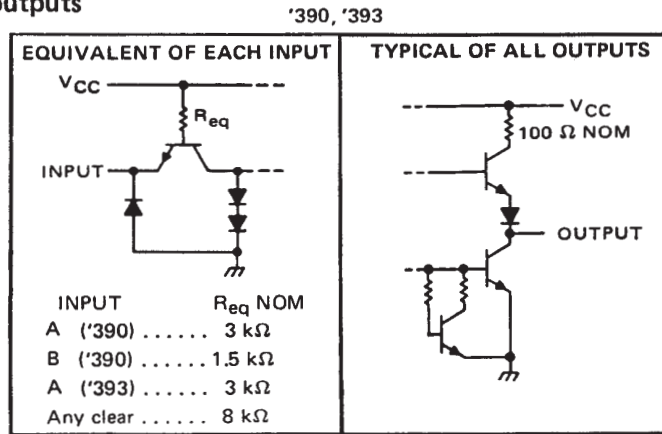 outputs
'390, '393
EQUIVALENT OF EACH INPUT
VCC
Req
INPUT
INPUT Req NOM
A ('390) ...... 3 kΩ
B ('390) ...... 1.5 kΩ
A ('393) ...... 3 kΩ
Any clear ...... 8 kΩ
TYPICAL OF ALL OUTPUTS
VCC
100 Ω NOM
OUTPUT